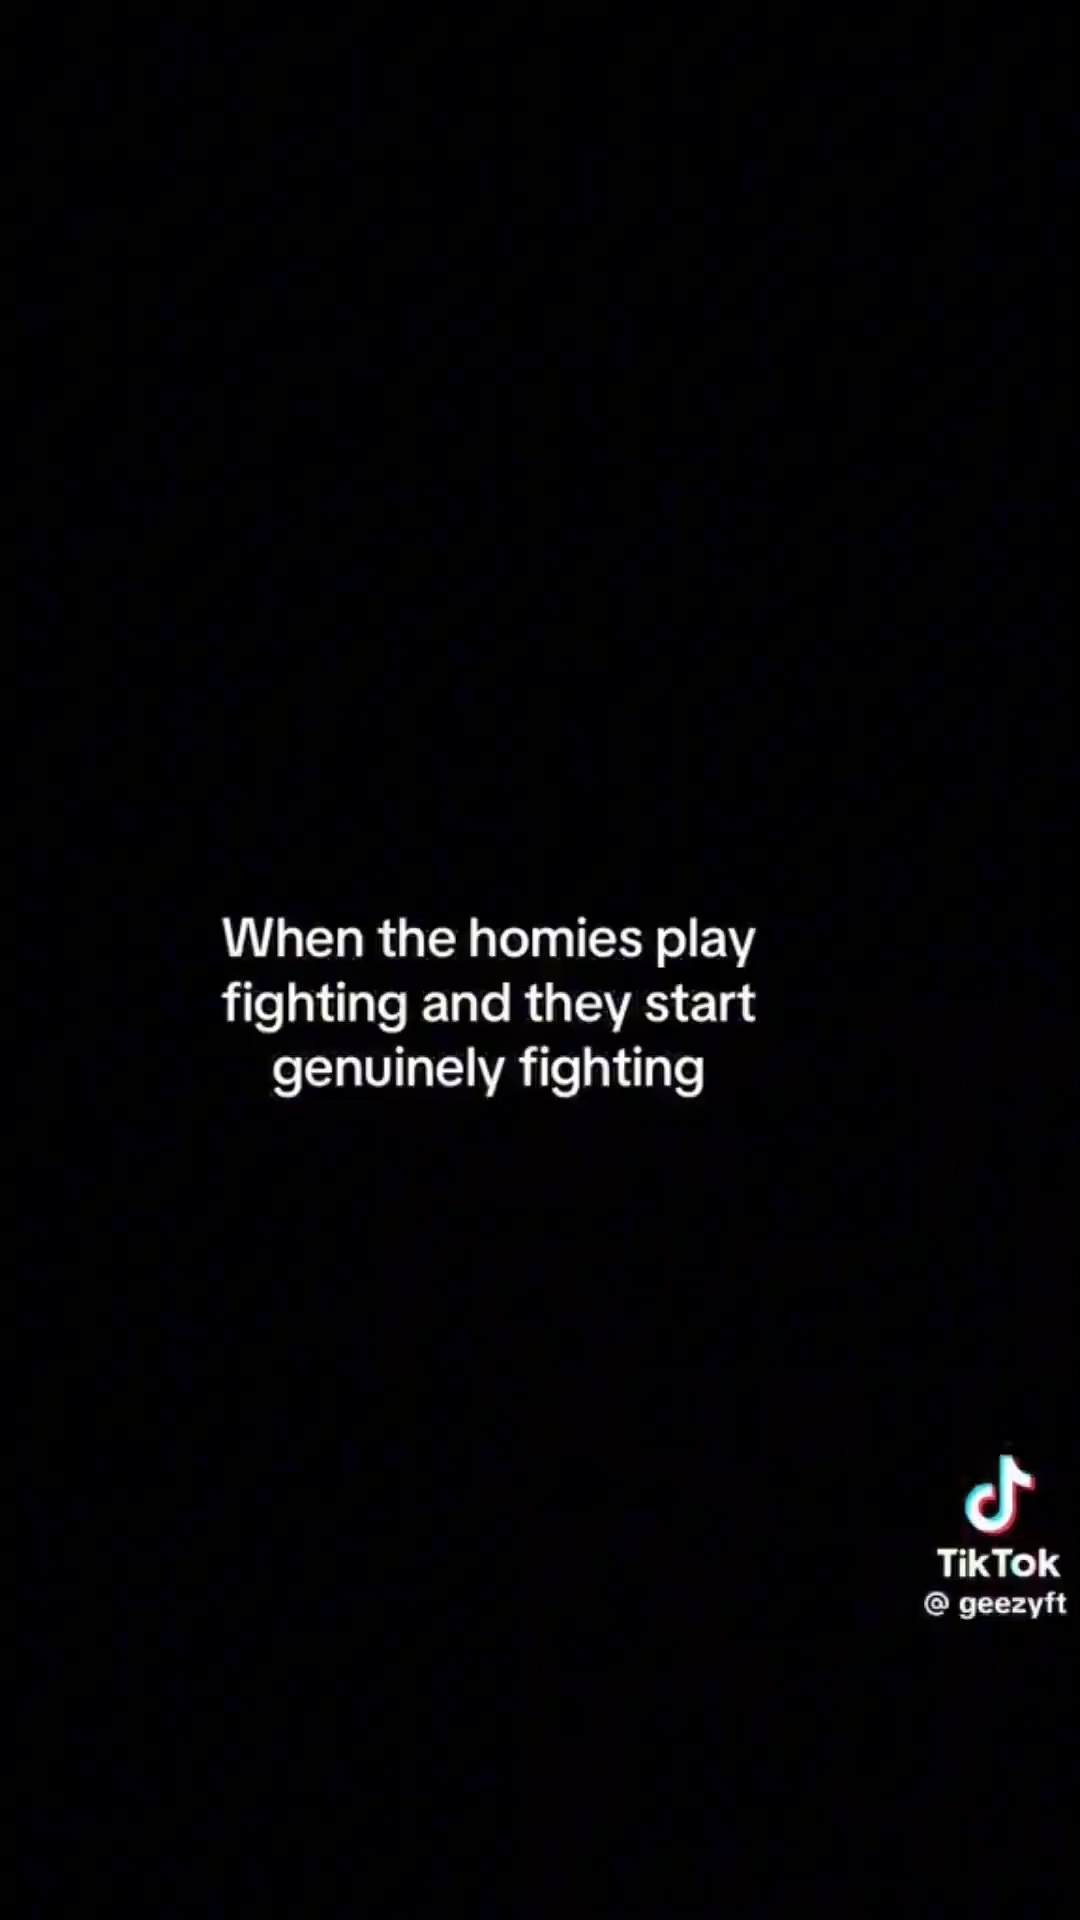 When the homies play
fighting and they start
genuinely fighting
TikTok
@ geezyft